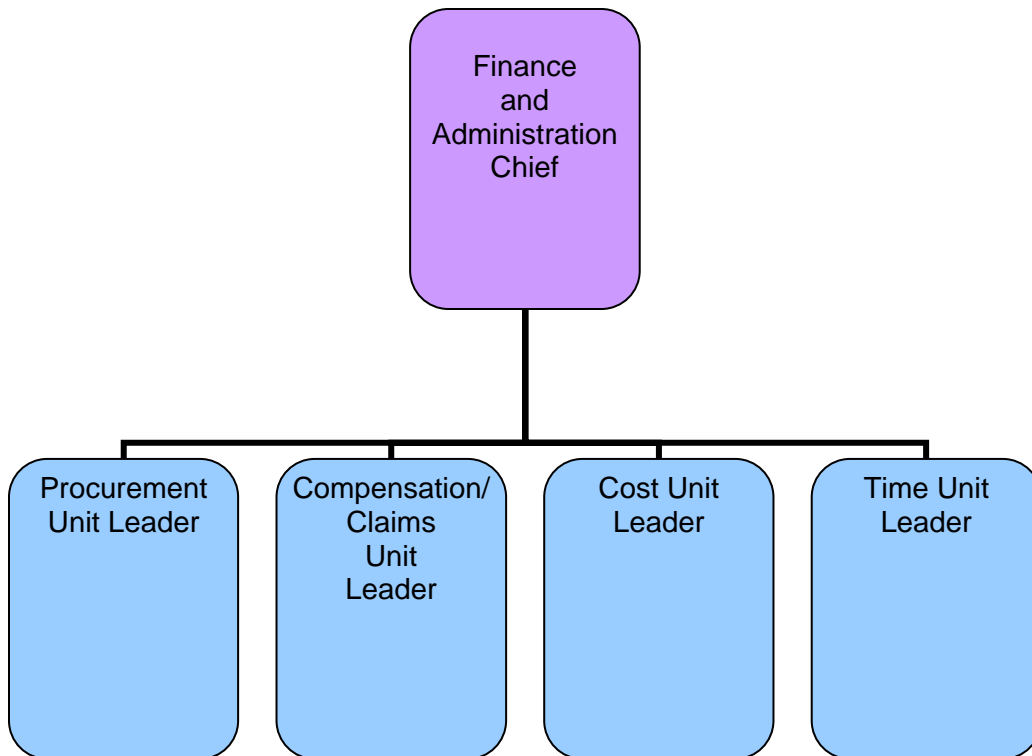 Finance
and
Administration
Chief
Procurement
Unit Leader
Compensation/
Claims
Unit
Leader
Cost Unit
Leader
Time Unit
Leader